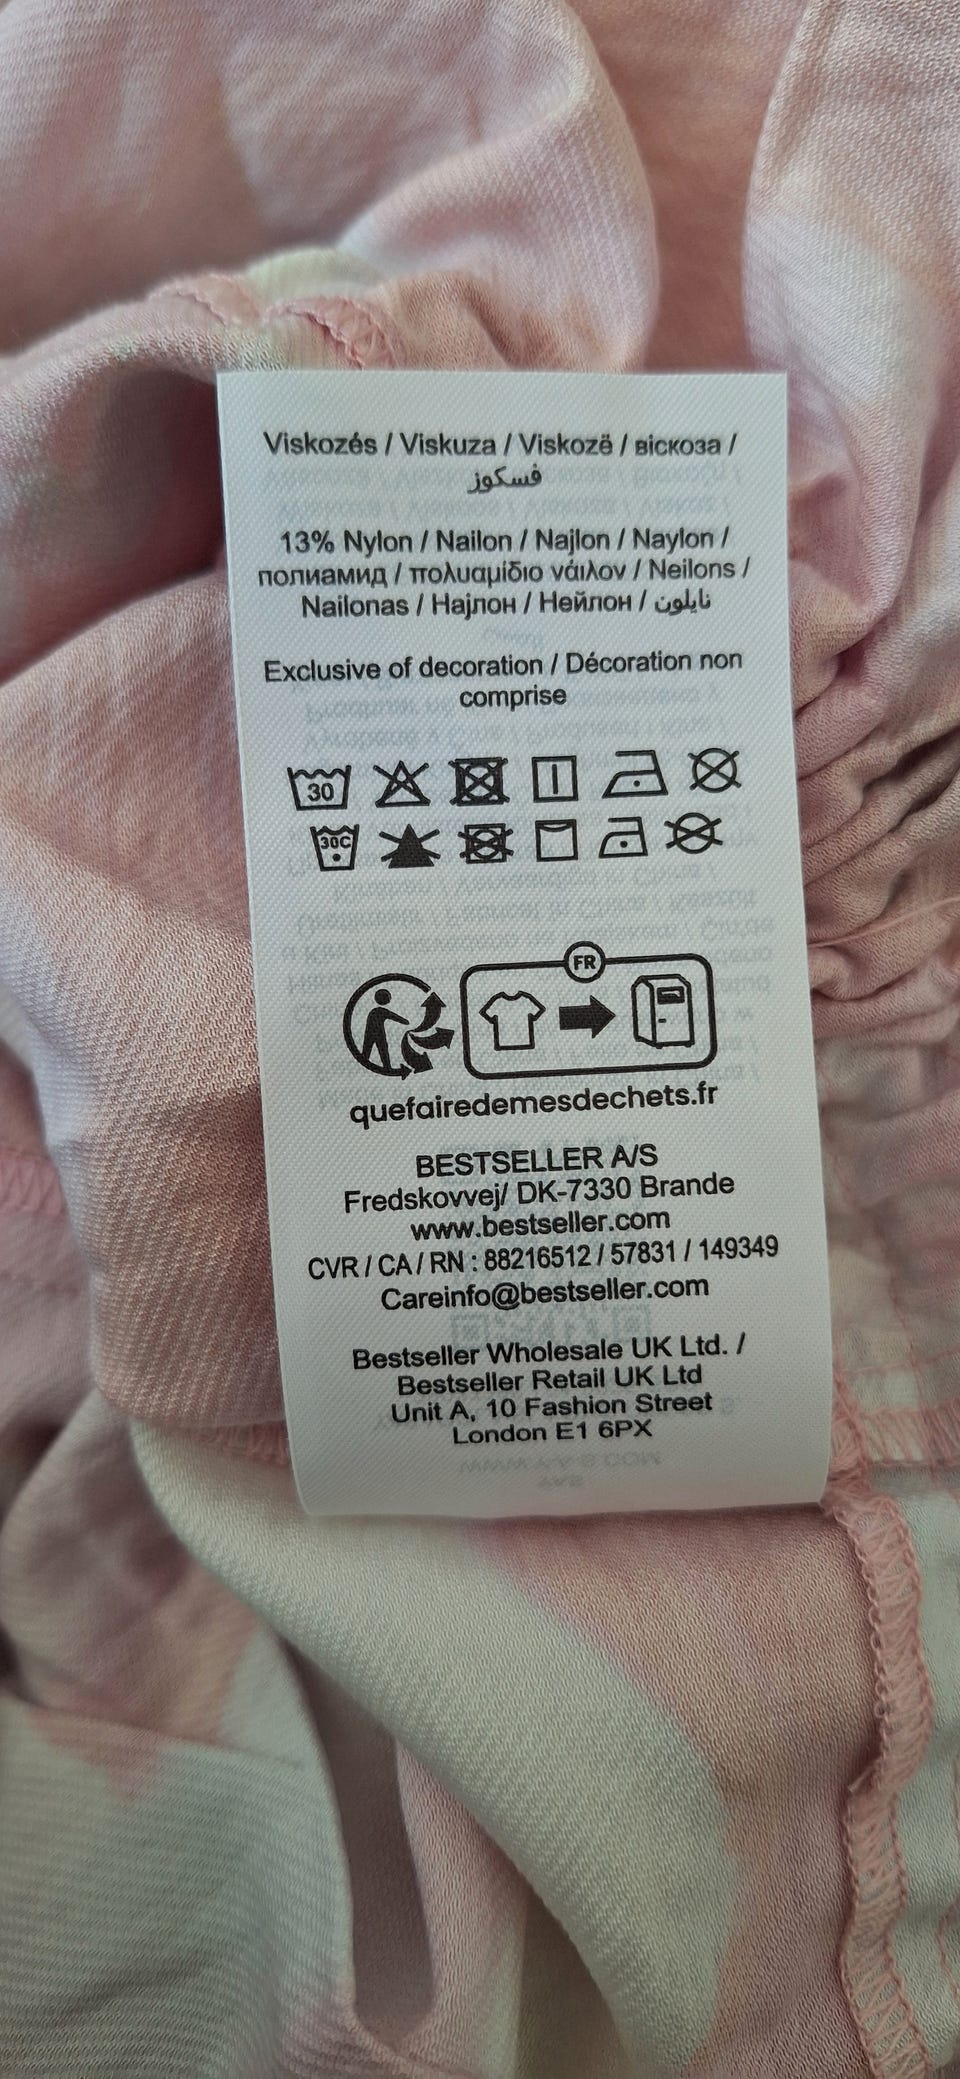 Viskozés / Viskuza / Viskozë / віскоза /
فسكوز
13% Nylon / Nailon / Najlon / Naylon /
полиамид / πολυαμίδιο νάιλον / Neilons /
Nailonas / Најлон / Нейлон / نايلون
Exclusive of decoration / Décoration non
comprise
30
30C
FR
quefairedemesdechets.fr
BESTSELLER A/S
Fredskovvej/ DK-7330 Brande
www.bestseller.com
CVR / CA / RN : 88216512 / 57831 / 149349
Careinfo@bestseller.com
Bestseller Wholesale UK Ltd. /
Bestseller Retail UK Ltd
Unit A, 10 Fashion Street
London E1 6PX